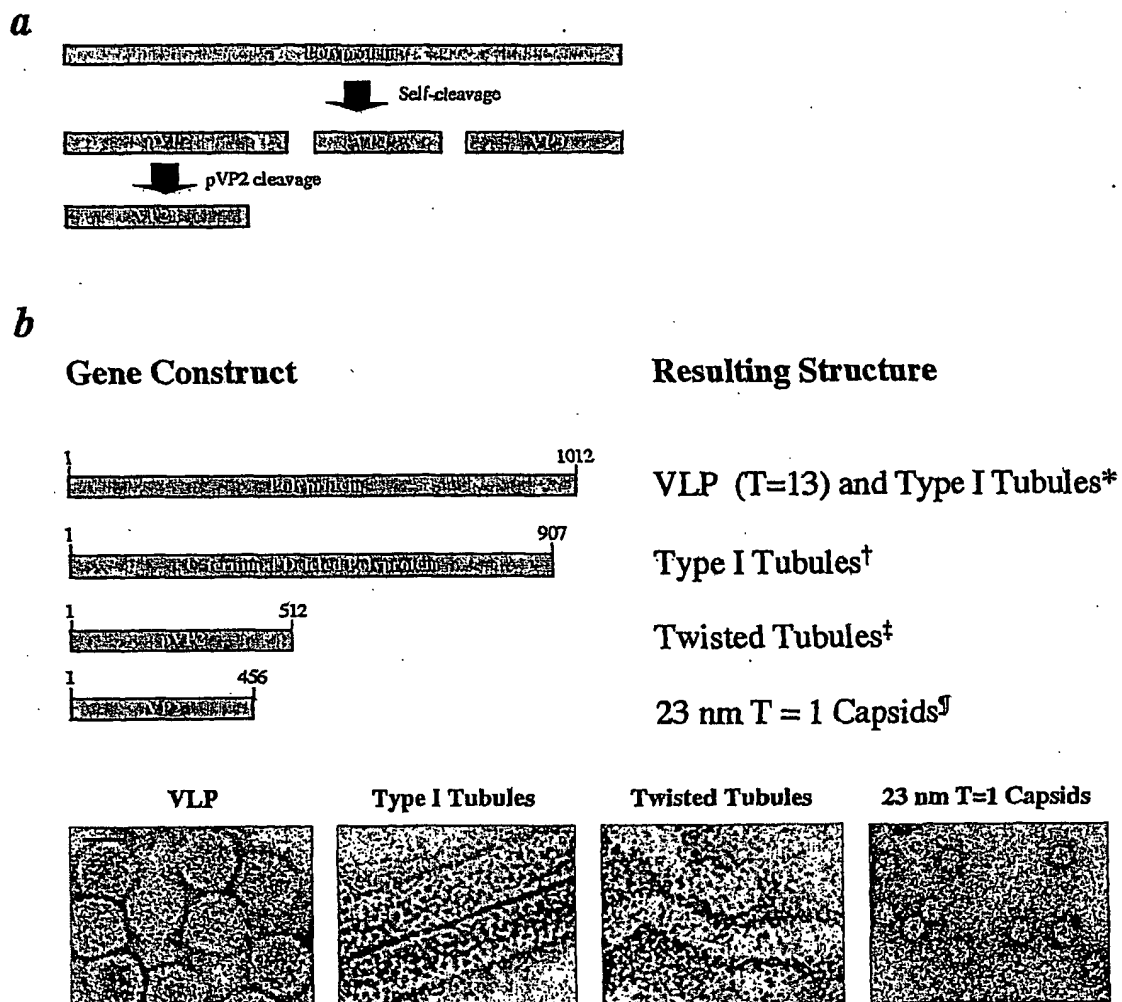 a
Polyprotein
Self-cleavage
pVP2 cleavage
b
Gene Construct Resulting Structure
1 1012
Polyprotein
VLP (T=13) and Type I Tubules*
1 907
Type I Tubules†
1 512
Twisted Tubules‡
1 456
23 nm T = 1 Capsids¶
VLP Type I Tubules Twisted Tubules 23 nm T=1 Capsids